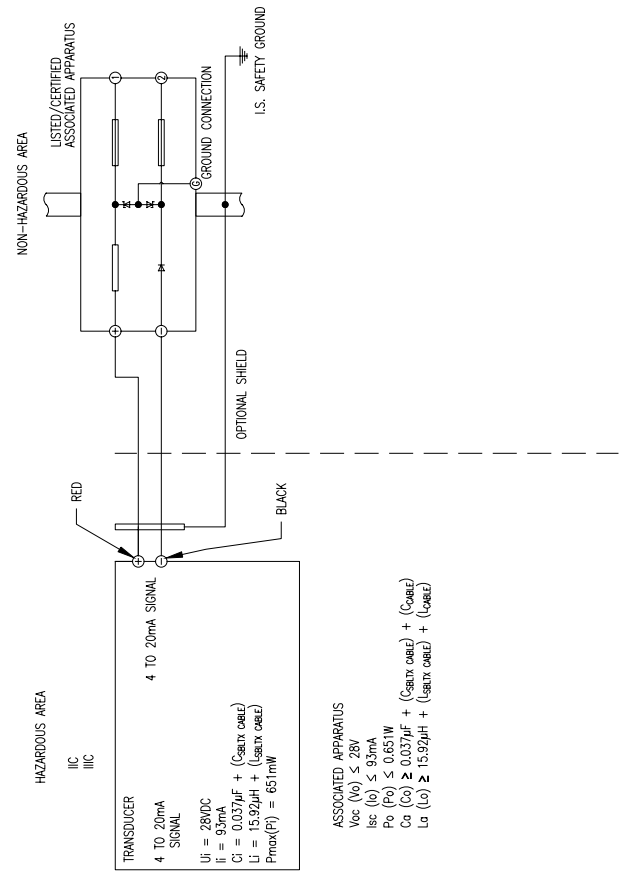 HAZARDOUS AREA
IIC
IIIC
NON-HAZARDOUS AREA
LISTED/CERTIFIED
ASSOCIATED APPARATUS
1
2
+
−
G
GROUND CONNECTION
I.S. SAFETY GROUND
OPTIONAL SHIELD
RED
BLACK
+
−
TRANSDUCER
4 TO 20mA
SIGNAL
4 TO 20mA SIGNAL
Ui = 28VDC
Ii = 93mA
Ci = 0.037µF + (CSBLTX CABLE)
Li = 15.92µH + (LSBLTX CABLE)
Pmax(Pi) = 651mW
ASSOCIATED APPARATUS
Voc (Vo) ≤ 28V
Isc (Io) ≤ 93mA
Po (Po) ≤ 0.651W
Ca (Co) ≥ 0.037µF + (CSBLTX CABLE) + (CCABLE)
La (Lo) ≥ 15.92µH + (LSBLTX CABLE) + (LCABLE)